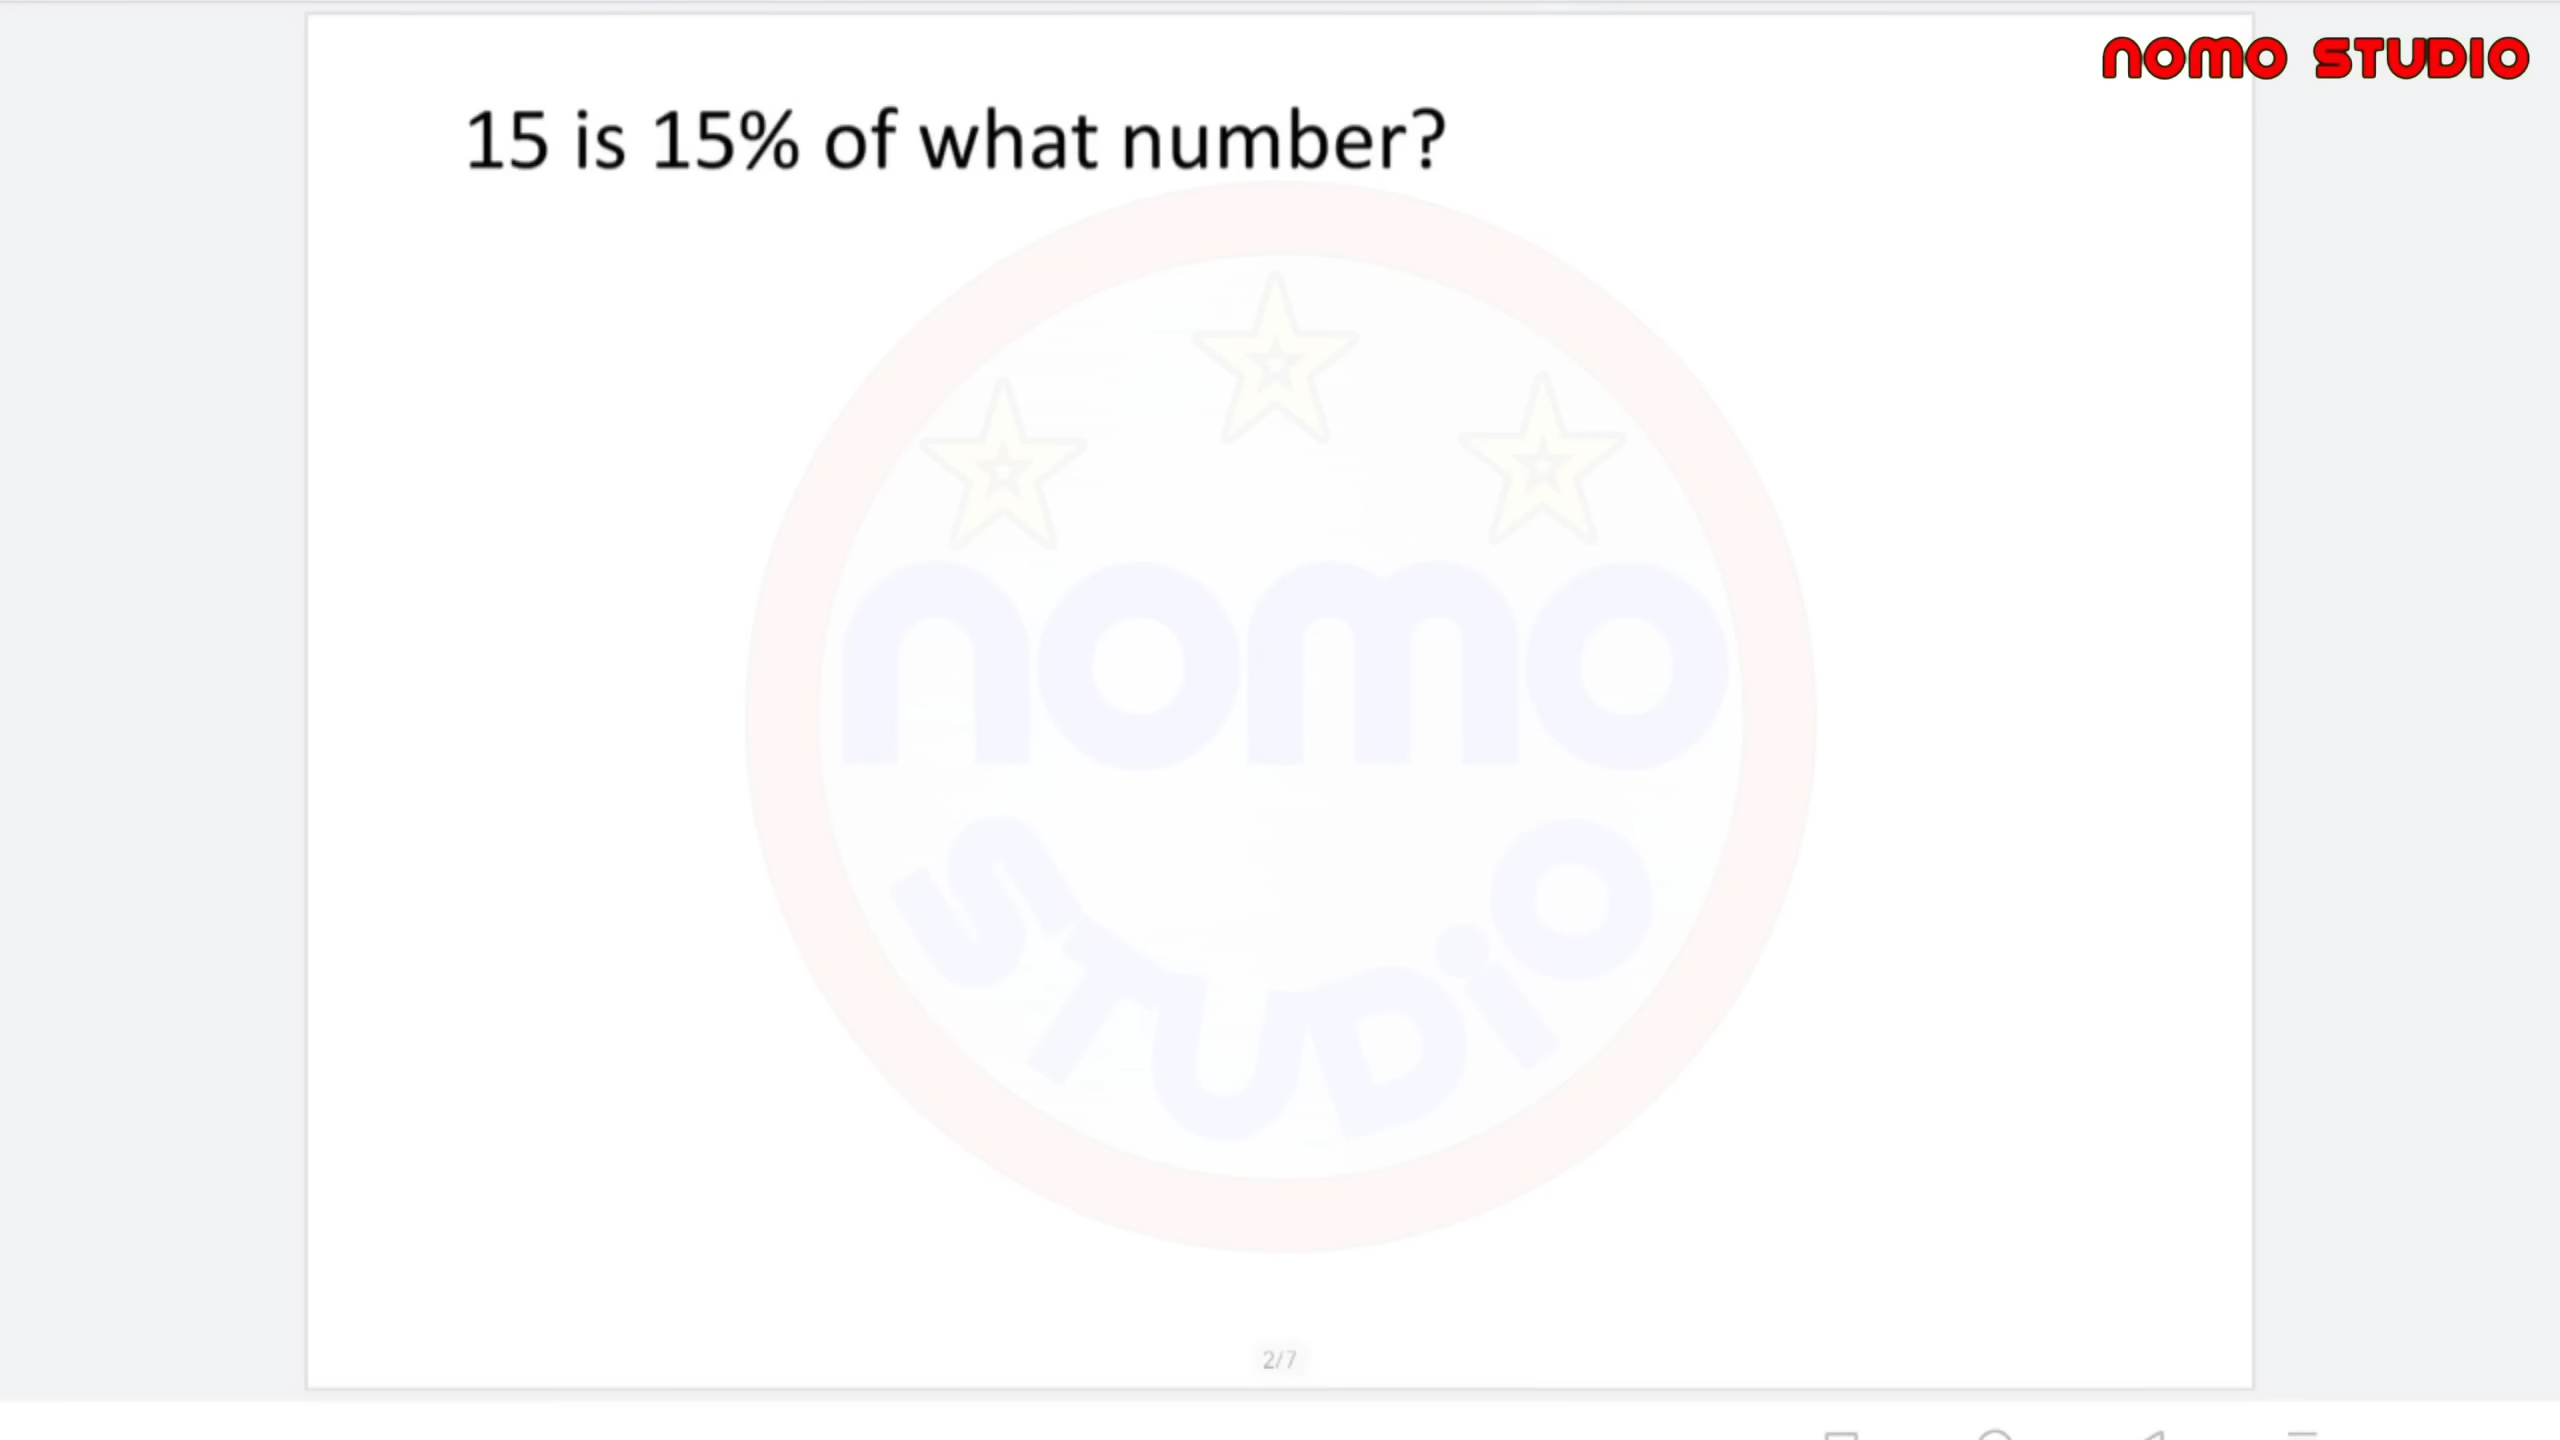 NOMO STUDIO
15 is 15% of what number?
NOMO
STUDiO
2/7